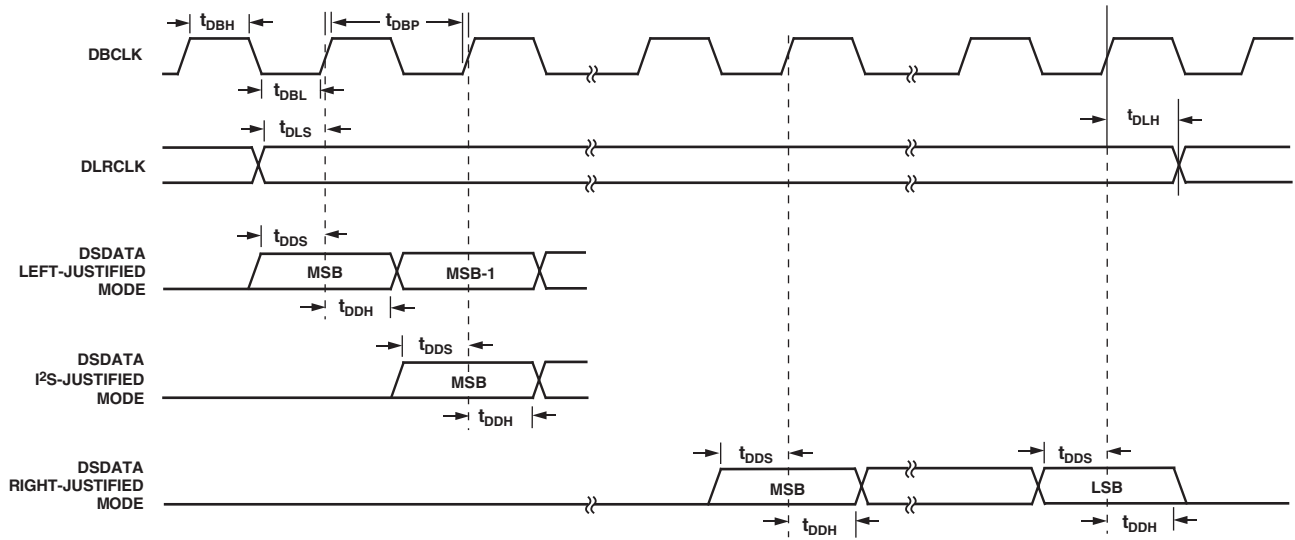 tDBH
tDBP
DBCLK
tDBL
tDLS
tDLH
DLRCLK
tDDS
DSDATA
LEFT-JUSTIFIED
MODE
MSB
MSB-1
tDDH
DSDATA
I²S-JUSTIFIED
MODE
tDDS
MSB
tDDH
DSDATA
RIGHT-JUSTIFIED
MODE
tDDS
tDDS
MSB
LSB
tDDH
tDDH